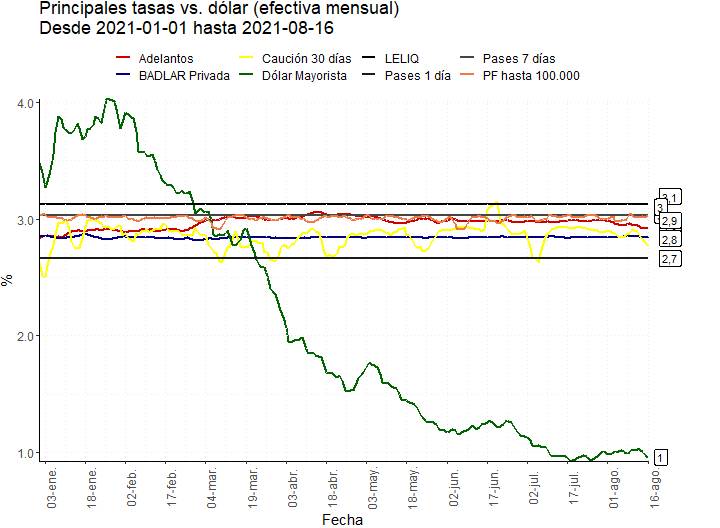 Principales tasas vs. dólar (efectiva mensual)
Desde 2021-01-01 hasta 2021-08-16
Adelantos Caución 30 días LELIQ Pases 7 días
BADLAR Privada Dólar Mayorista Pases 1 día PF hasta 100.000
4.0
3.0
2.0
1.0
%
3,1
3
2,9
2,8
2,7
1
03-ene. 18-ene. 02-feb. 17-feb. 04-mar. 19-mar. 03-abr. 18-abr. 03-may. 18-may. 02-jun. 17-jun. 02-jul. 17-jul. 01-ago. 16-ago.
Fecha